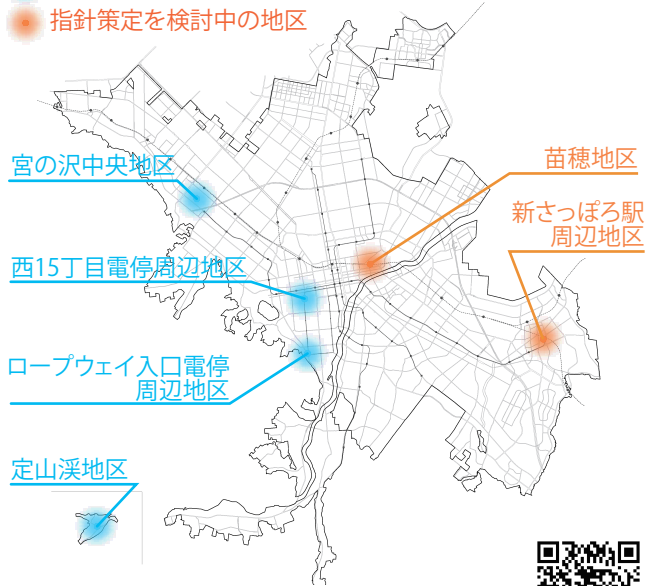 指針策定を検討中の地区
宮の沢中央地区
苗穂地区
新さっぽろ駅
周辺地区
西15丁目電停周辺地区
ロープウェイ入口電停
周辺地区
定山渓地区